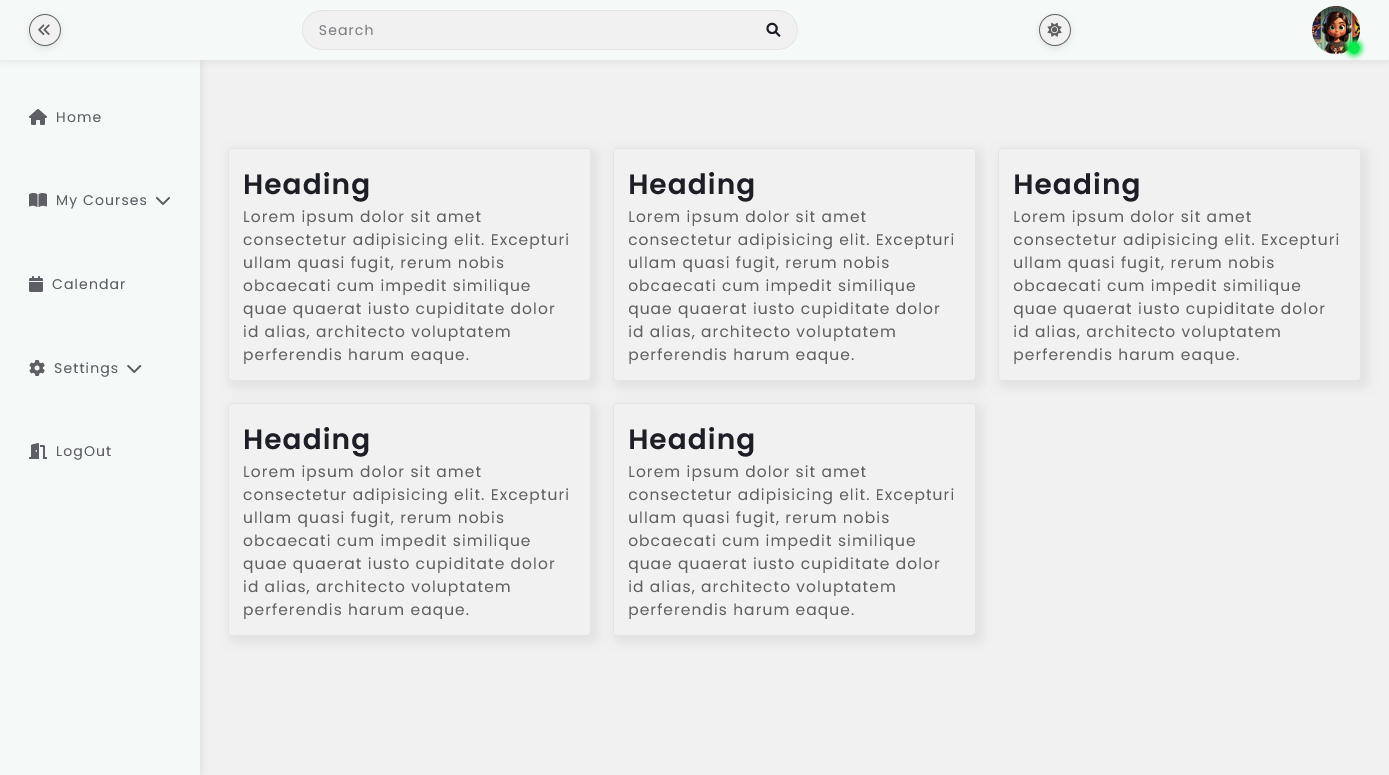 Search
Home
My Courses
Calendar
Settings
LogOut
Heading
Lorem ipsum dolor sit amet
consectetur adipisicing elit. Excepturi
ullam quasi fugit, rerum nobis
obcaecati cum impedit similique
quae quaerat iusto cupiditate dolor
id alias, architecto voluptatem
perferendis harum eaque.
Heading
Lorem ipsum dolor sit amet
consectetur adipisicing elit. Excepturi
ullam quasi fugit, rerum nobis
obcaecati cum impedit similique
quae quaerat iusto cupiditate dolor
id alias, architecto voluptatem
perferendis harum eaque.
Heading
Lorem ipsum dolor sit amet
consectetur adipisicing elit. Excepturi
ullam quasi fugit, rerum nobis
obcaecati cum impedit similique
quae quaerat iusto cupiditate dolor
id alias, architecto voluptatem
perferendis harum eaque.
Heading
Lorem ipsum dolor sit amet
consectetur adipisicing elit. Excepturi
ullam quasi fugit, rerum nobis
obcaecati cum impedit similique
quae quaerat iusto cupiditate dolor
id alias, architecto voluptatem
perferendis harum eaque.
Heading
Lorem ipsum dolor sit amet
consectetur adipisicing elit. Excepturi
ullam quasi fugit, rerum nobis
obcaecati cum impedit similique
quae quaerat iusto cupiditate dolor
id alias, architecto voluptatem
perferendis harum eaque.